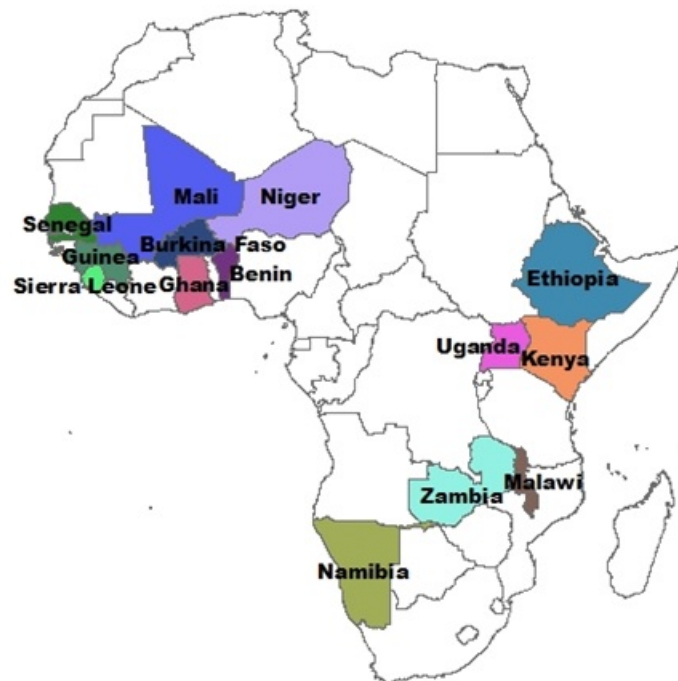 Mali
Niger
Senegal
Burkina Faso
Guinea
Benin
Sierra Leone
Ghana
Ethiopia
Uganda
Kenya
Malawi
Zambia
Namibia